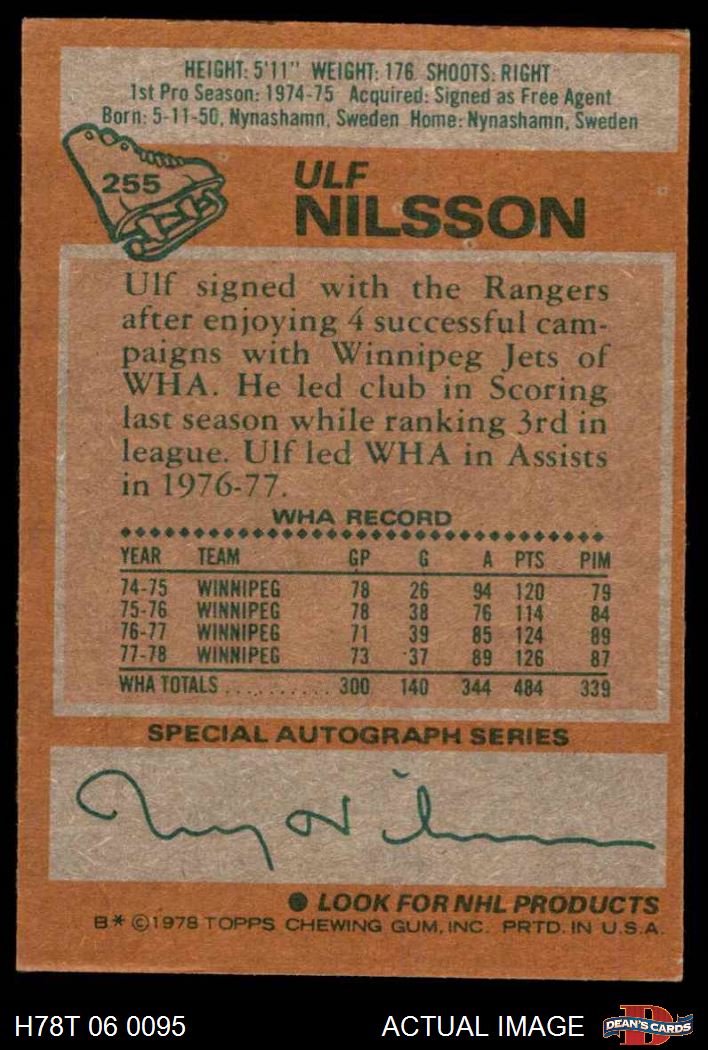 HEIGHT: 5'11" WEIGHT: 176 SHOOTS: RIGHT
1st Pro Season: 1974-75 Acquired: Signed as Free Agent
Born: 5-11-50, Nynashamn, Sweden Home: Nynashamn, Sweden
255
ULF
NILSSON
Ulf signed with the Rangers
after enjoying 4 successful cam-
paigns with Winnipeg Jets of
WHA. He led club in Scoring
last season while ranking 3rd in
league. Ulf led WHA in Assists
in 1976-77.
WHA RECORD
YEAR TEAM GP G A PTS PIM
74-75 WINNIPEG 78 26 94 120 79
75-76 WINNIPEG 78 38 76 114 84
76-77 WINNIPEG 71 39 85 124 89
77-78 WINNIPEG 73 37 89 126 87
WHA TOTALS .......... 300 140 344 484 339
SPECIAL AUTOGRAPH SERIES
● LOOK FOR NHL PRODUCTS
B* ©1978 TOPPS CHEWING GUM, INC. PRTD. IN U.S.A.
H78T 06 0095 ACTUAL IMAGE D DEAN'S CARDS